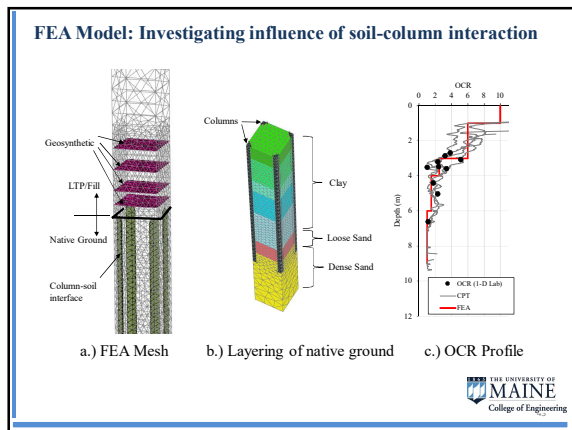 FEA Model: Investigating influence of soil-column interaction
Geosynthetic
LTP/Fill
Native Ground
Column-soil
interface
a.) FEA Mesh
Columns
Clay
Loose Sand
Dense Sand
b.) Layering of native ground
OCR
0 2 4 6 8 10
0
2
4
6
8
10
12
Depth (m)
OCR (1-D Lab)
CPT
FEA
c.) OCR Profile
1865
THE UNIVERSITY OF
MAINE
College of Engineering